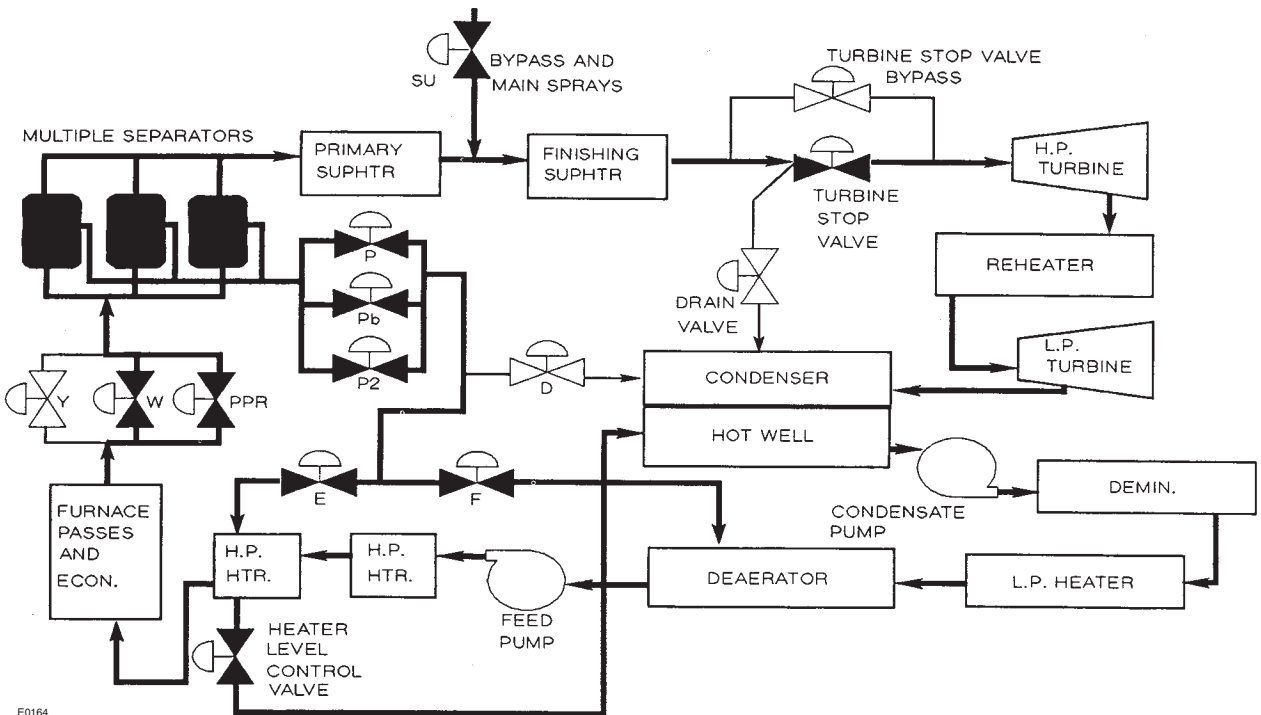 SU
BYPASS AND
MAIN SPRAYS
TURBINE STOP VALVE
BYPASS
MULTIPLE SEPARATORS
PRIMARY
SUPHTR
FINISHING
SUPHTR
H.P.
TURBINE
TURBINE
STOP
VALVE
P
REHEATER
DRAIN
VALVE
Pb
L.P.
TURBINE
P2
D
CONDENSER
Y
W
PPR
HOT WELL
E
F
FURNACE
PASSES
AND
ECON.
CONDENSATE
PUMP
DEMIN.
H.P.
HTR.
H.P.
HTR.
DEAERATOR
L.P. HEATER
FEED
PUMP
HEATER
LEVEL
CONTROL
VALVE
F0164